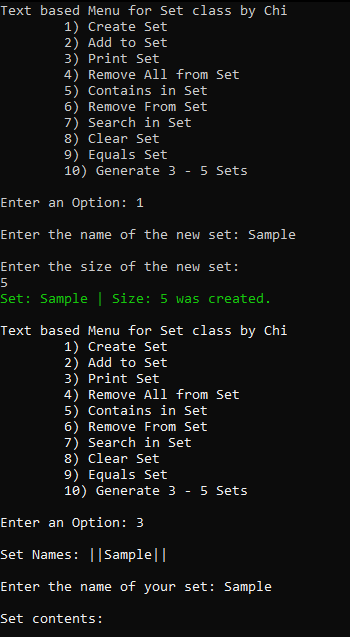 Text based Menu for Set class by Chi
1) Create Set
2) Add to Set
3) Print Set
4) Remove All from Set
5) Contains in Set
6) Remove From Set
7) Search in Set
8) Clear Set
9) Equals Set
10) Generate 3 - 5 Sets
Enter an Option: 1
Enter the name of the new set: Sample
Enter the size of the new set:
5
Set: Sample | Size: 5 was created.
Text based Menu for Set class by Chi
1) Create Set
2) Add to Set
3) Print Set
4) Remove All from Set
5) Contains in Set
6) Remove From Set
7) Search in Set
8) Clear Set
9) Equals Set
10) Generate 3 - 5 Sets
Enter an Option: 3
Set Names: ||Sample||
Enter the name of your set: Sample
Set contents: